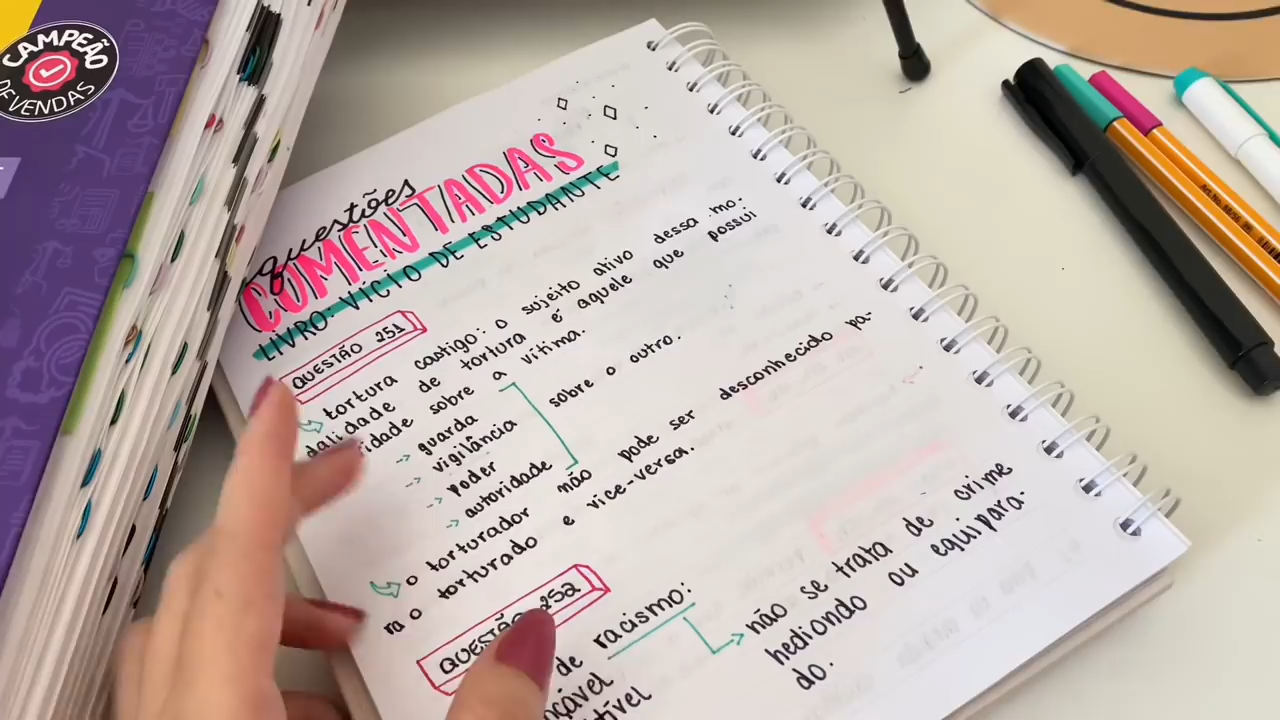 CAMPEÃO
DE VENDAS
questões
COMENTADAS
LIVRO: VÍCIO DE ESTUDANTE
QUESTÃO 251
tortura castigo: o sujeito ativo dessa mo-
dalidade de tortura é aquele que possui
sobre a vítima.
guarda
vigilância
poder
autoridade
sobre o outro.
o torturador não pode ser desconhecido pa-
ra o torturado e vice-versa.
QUESTÃO 252
de racismo:
não se trata de crime
hediondo ou equipara-
do.